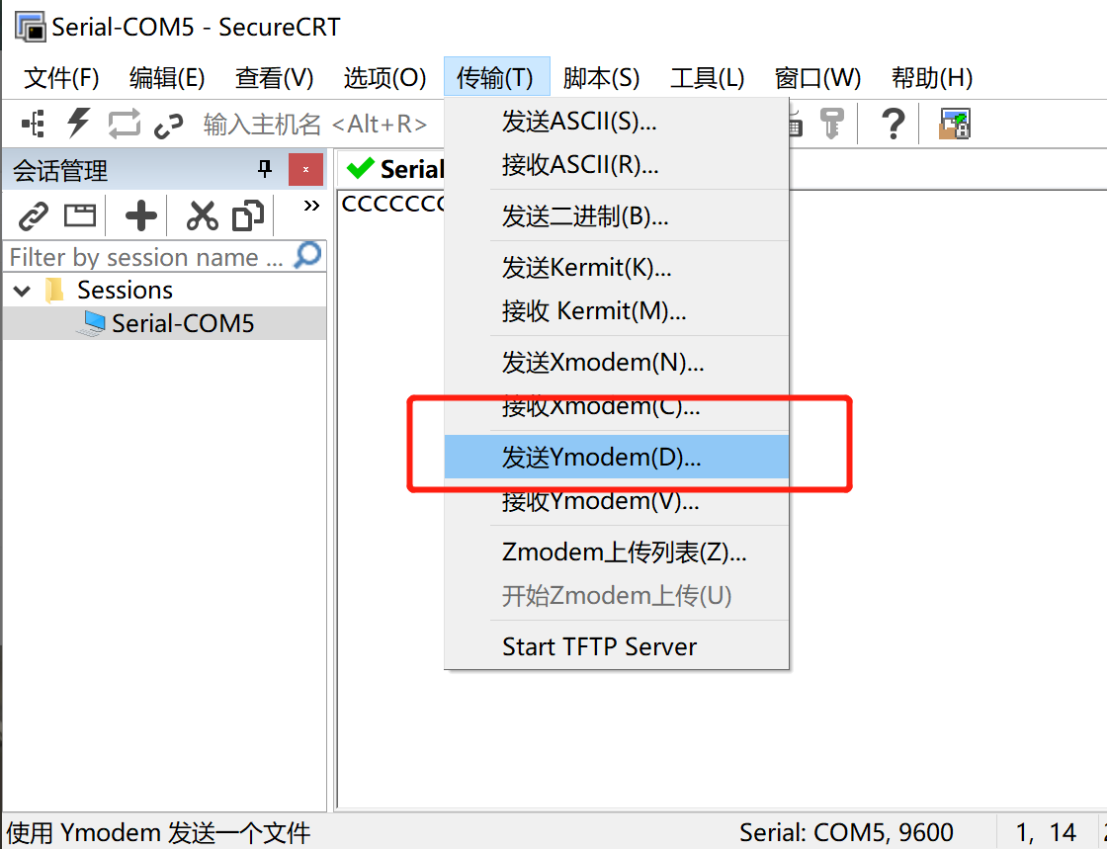 Serial-COM5 - SecureCRT
文件(F) 编辑(E) 查看(V) 选项(O) 传输(T) 脚本(S) 工具(L) 窗口(W) 帮助(H)
输入主机名 <Alt+R>
会话管理
Serial
CCCCCCC
Filter by session name ...
Sessions
Serial-COM5
发送ASCII(S)...
接收ASCII(R)...
发送二进制(B)...
发送Kermit(K)...
接收 Kermit(M)...
发送Xmodem(N)...
接收Xmodem(C)...
发送Ymodem(D)...
接收Ymodem(V)...
Zmodem上传列表(Z)...
开始Zmodem上传(U)
Start TFTP Server
使用 Ymodem 发送一个文件 Serial: COM5, 9600 1, 14